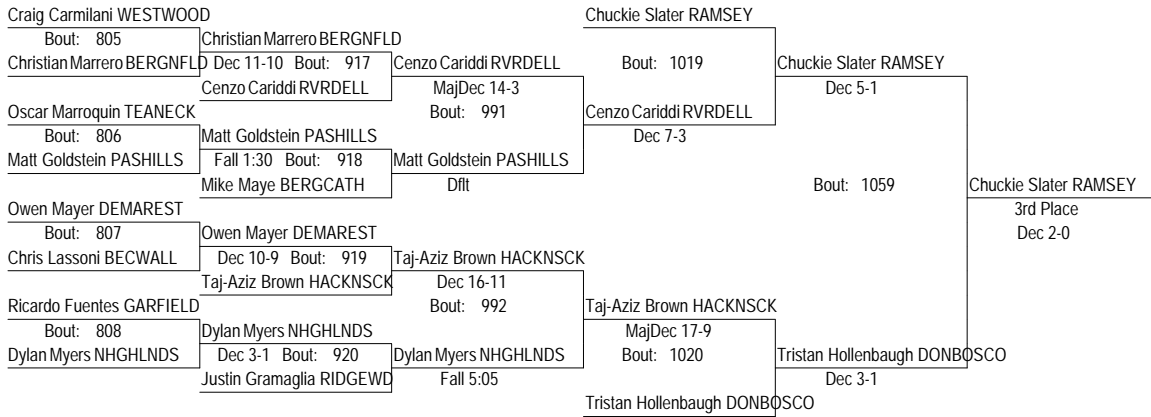 Craig Carmilani WESTWOOD
Bout: 805
Christian Marrero BERGNFLD
Oscar Marroquin TEANECK
Bout: 806
Matt Goldstein PASHILLS
Owen Mayer DEMAREST
Bout: 807
Chris Lassoni BECWALL
Ricardo Fuentes GARFIELD
Bout: 808
Dylan Myers NHGHLNDS
Christian Marrero BERGNFLD
Dec 11-10 Bout: 917
Cenzo Cariddi RVRDELL
Matt Goldstein PASHILLS
Fall 1:30 Bout: 918
Mike Maye BERGCATH
Owen Mayer DEMAREST
Dec 10-9 Bout: 919
Taj-Aziz Brown HACKNSCK
Dylan Myers NHGHLNDS
Dec 3-1 Bout: 920
Justin Gramaglia RIDGEWD
Cenzo Cariddi RVRDELL
MajDec 14-3
Bout: 991
Matt Goldstein PASHILLS
Dflt
Taj-Aziz Brown HACKNSCK
Dec 16-11
Bout: 992
Dylan Myers NHGHLNDS
Fall 5:05
Chuckie Slater RAMSEY
Bout: 1019
Cenzo Cariddi RVRDELL
Dec 7-3
Taj-Aziz Brown HACKNSCK
MajDec 17-9
Bout: 1020
Tristan Hollenbaugh DONBOSCO
Chuckie Slater RAMSEY
Dec 5-1
Bout: 1059
Tristan Hollenbaugh DONBOSCO
Dec 3-1
Chuckie Slater RAMSEY
3rd Place
Dec 2-0